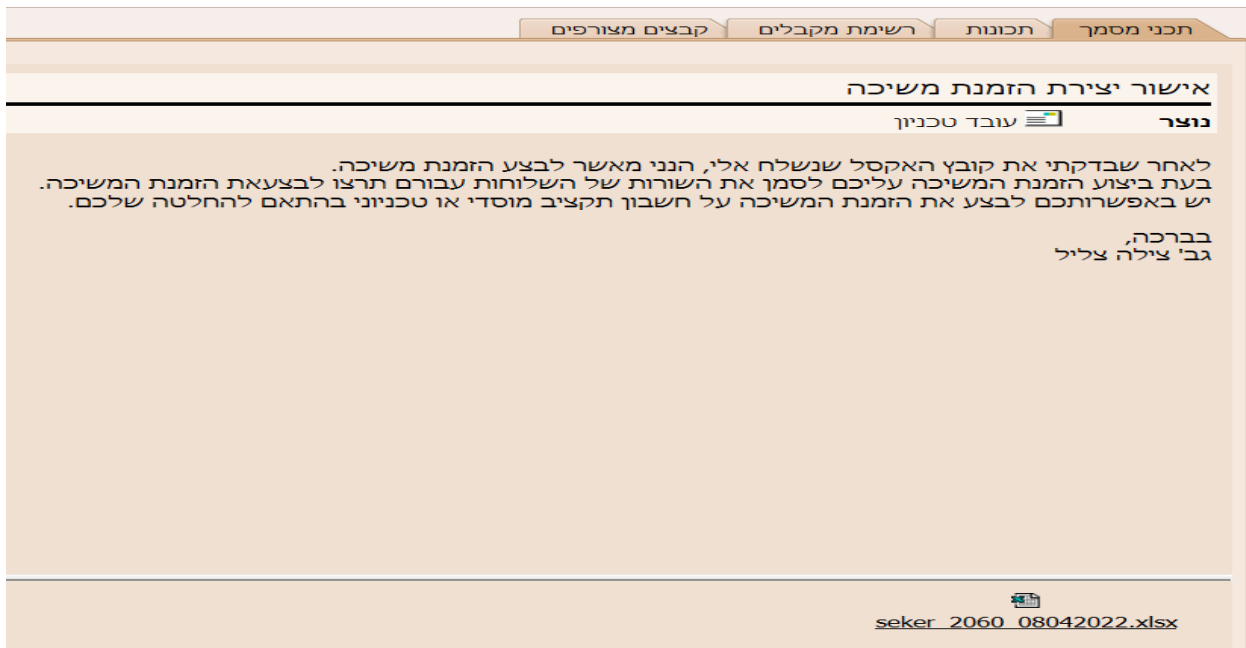 תכני מסמך תכונות רשימת מקבלים קבצים מצורפים
אישור יצירת הזמנת משיכה
נוצר עובד טכניון
לאחר שבדקתי את קובץ האקסל שנשלח אלי, הנני מאשר לבצע הזמנת משיכה.
בעת ביצוע הזמנת המשיכה עליכם לסמן את השורות של השלוחות עבורם תרצו לבצעאת הזמנת המשיכה.
יש באפשרותכם לבצע את הזמנת המשיכה על חשבון תקציב מוסדי או טכניוני בהתאם להחלטה שלכם.
בברכה,
גב' צילה צליל
seker_2060_08042022.xlsx